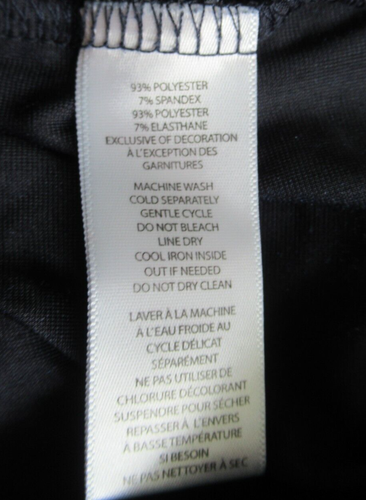 93% POLYESTER
7% SPANDEX
93% POLYESTER
7% ELASTHANE
EXCLUSIVE OF DECORATION
À L'EXCEPTION DES
GARNITURES
MACHINE WASH
COLD SEPARATELY
GENTLE CYCLE
DO NOT BLEACH
LINE DRY
COOL IRON INSIDE
OUT IF NEEDED
DO NOT DRY CLEAN
LAVER À LA MACHINE
À L'EAU FROIDE AU
CYCLE DÉLICAT
SÉPARÉMENT
NE PAS UTILISER DE
CHLORURE DÉCOLORANT
SUSPENDRE POUR SÉCHER
REPASSER À L'ENVERS
À BASSE TEMPÉRATURE
SI BESOIN
NE PAS NETTOYER À SEC